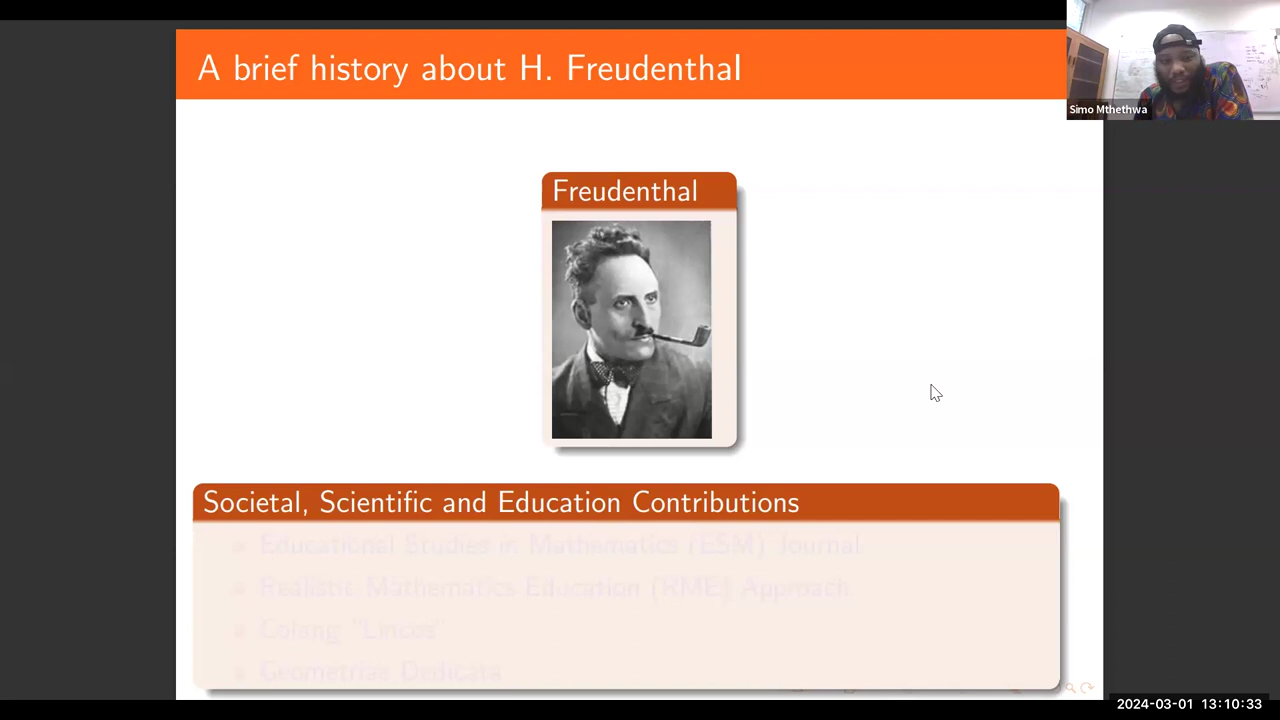 A brief history about H. Freudenthal
Simo Mthethwa
Freudenthal
Societal, Scientific and Education Contributions
Educational Studies in Mathematics (ESM) Journal
Realistic Mathematics Education (RME) Approach
"Lincos"
Geometriae Dedicata
2024-03-01 13:10:33